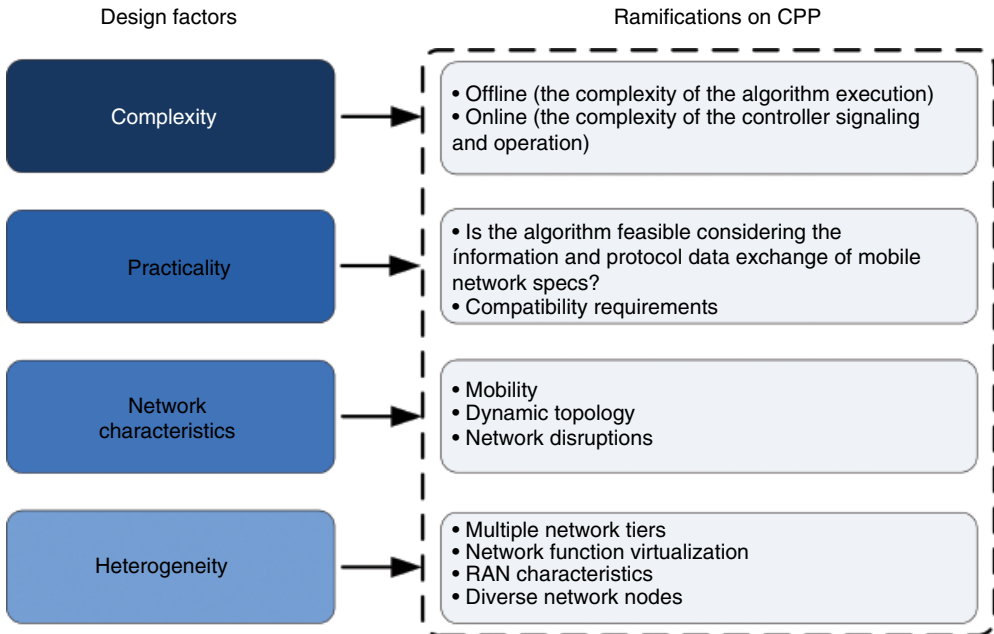 Design factors
Ramifications on CPP
Complexity
• Offline (the complexity of the algorithm execution)
• Online (the complexity of the controller signaling
and operation)
Practicality
• Is the algorithm feasible considering the
ínformation and protocol data exchange of mobile
network specs?
• Compatibility requirements
Network
characteristics
• Mobility
• Dynamic topology
• Network disruptions
Heterogeneity
• Multiple network tiers
• Network function virtualization
• RAN characteristics
• Diverse network nodes